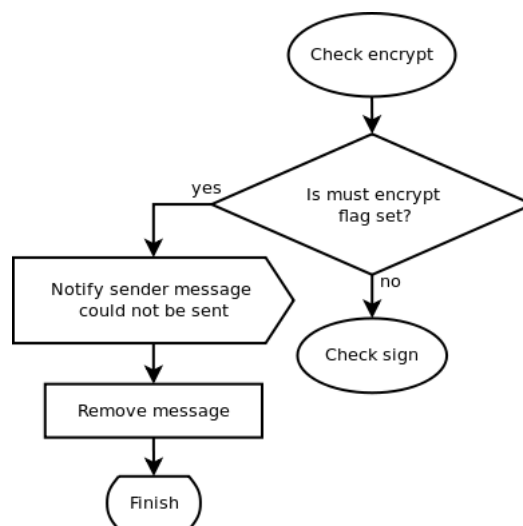 Check encrypt
Is must encrypt
flag set?
yes
no
Notify sender message
could not be sent
Check sign
Remove message
Finish